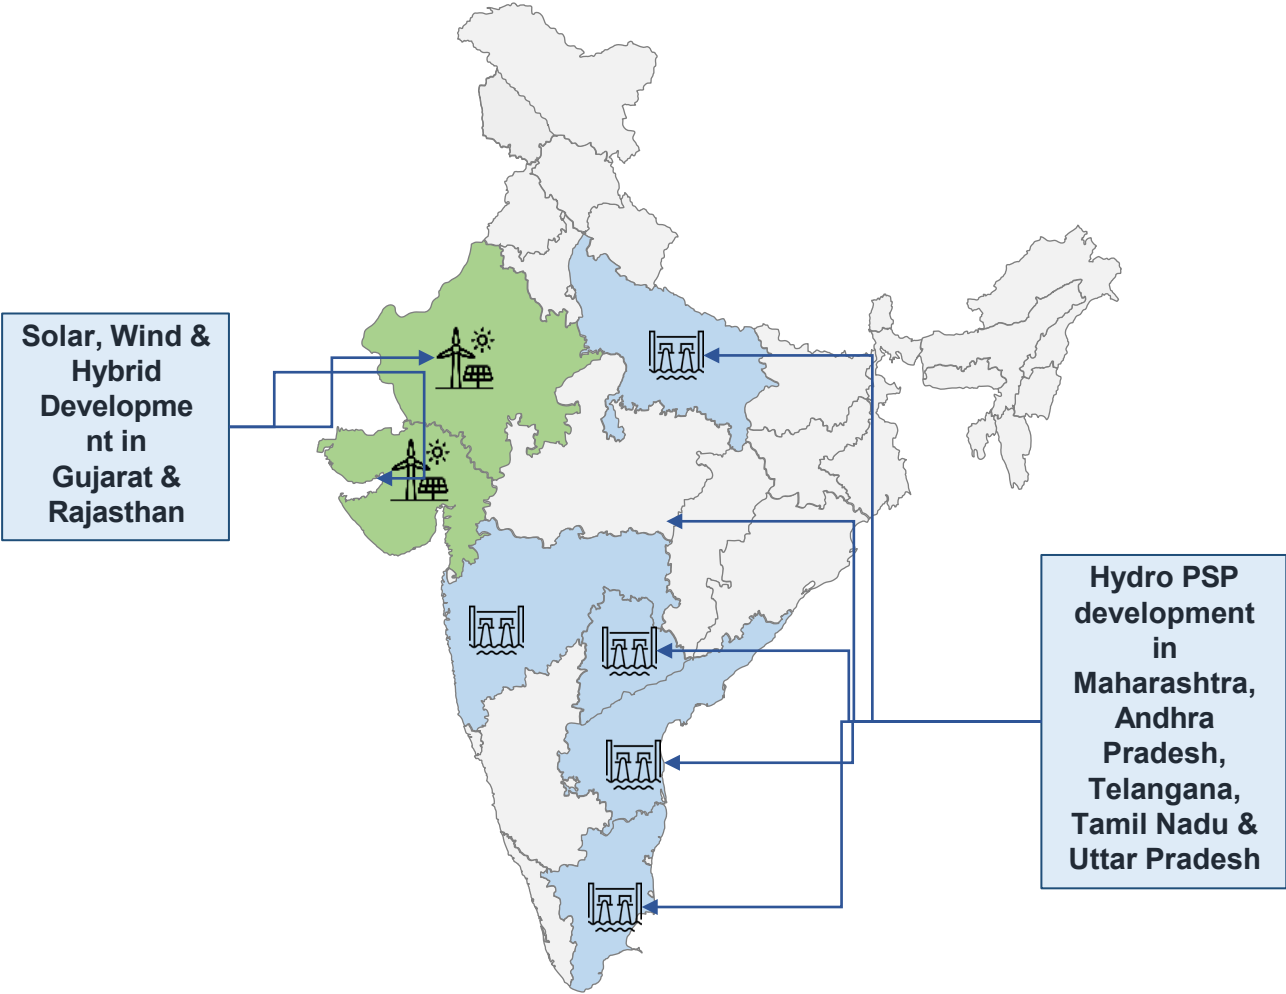 Solar, Wind &
Hybrid
Developme
nt in
Gujarat &
Rajasthan
Hydro PSP
development
in
Maharashtra,
Andhra
Pradesh,
Telangana,
Tamil Nadu &
Uttar Pradesh